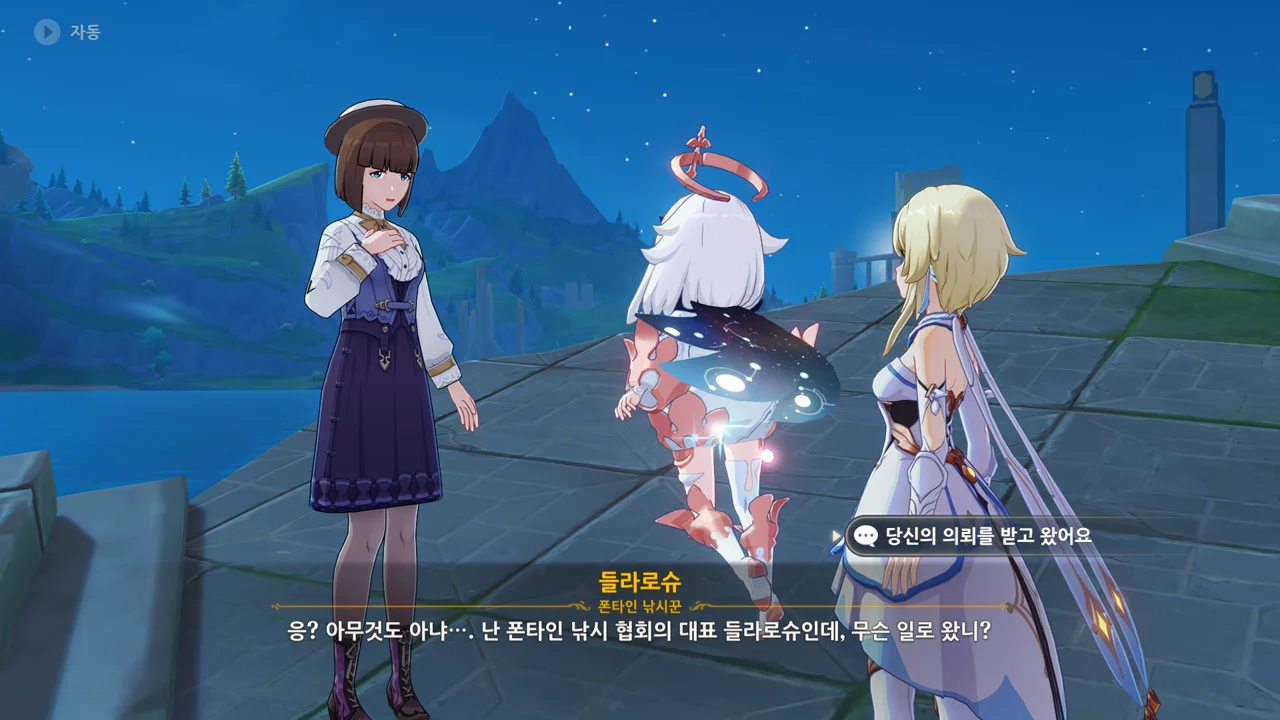 자동
당신의 의뢰를 받고 왔어요
들라로슈
폰타인 낚시꾼
응? 아무것도 아냐…. 난 폰타인 낚시 협회의 대표 들라로슈인데, 무슨 일로 왔니?